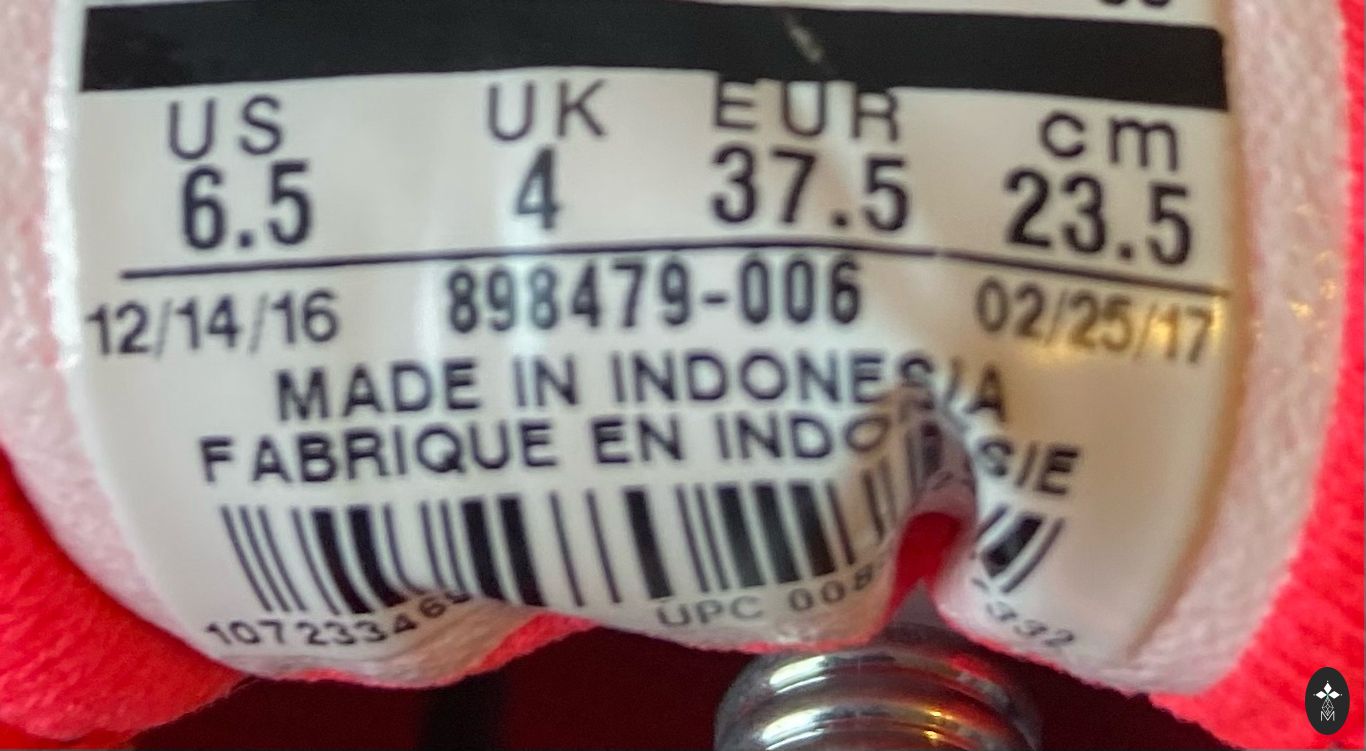 US UK EUR cm
6.5 4 37.5 23.5
12/14/16 898479-006 02/25/17
MADE IN INDONESIA
FABRIQUE EN
UPC